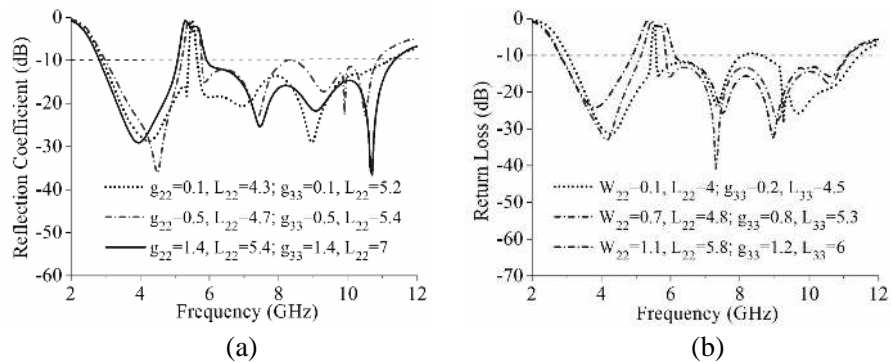 Reflection Coefficient (dB)
0
-10
-20
-30
-40
-50
-60
g22=0.1, L22=4.3; g33=0.1, L22=5.2
g22=0.5, L22=4.7; g33=0.5, L22=5.4
g22=1.4, L22=5.4; g33=1.4, L22=7
2 4 6 8 10 12
Frequency (GHz)
(a)
Return Loss (dB)
0
-10
-20
-30
-40
-50
-60
-70
W22=0.1, L22=4; g33=0.2, L33=4.5
W22=0.7, L22=4.8; g33=0.8, L33=5.3
W22=1.1, L22=5.8; g33=1.2, L33=6
2 4 6 8 10 12
Frequency (GHz)
(b)